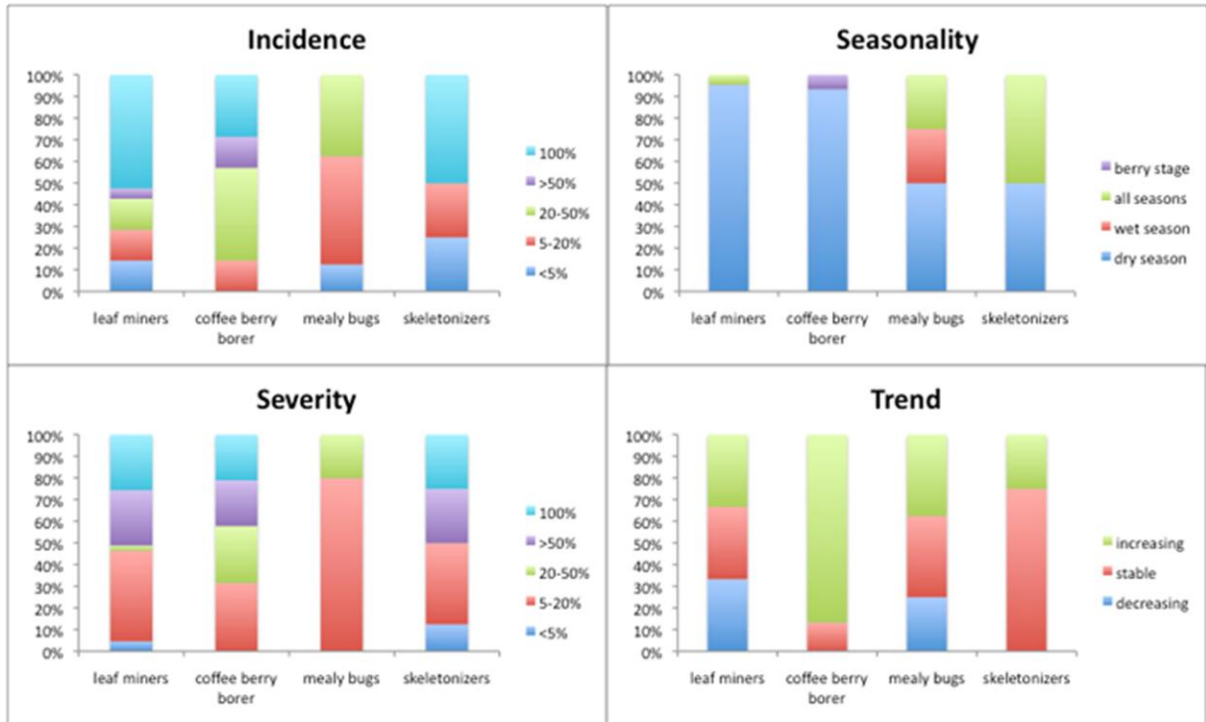 Incidence
100%
90%
80%
70%
60%
50%
40%
30%
20%
10%
0%
leaf miners
coffee berry
borer
mealy bugs
skeletonizers
100%
>50%
20-50%
5-20%
<5%
Seasonality
100%
90%
80%
70%
60%
50%
40%
30%
20%
10%
0%
leaf miners
coffee berry
borer
mealy bugs
skeletonizers
berry stage
all seasons
wet season
dry season
Severity
100%
90%
80%
70%
60%
50%
40%
30%
20%
10%
0%
leaf miners
coffee berry
borer
mealy bugs
skeletonizers
100%
>50%
20-50%
5-20%
<5%
Trend
100%
90%
80%
70%
60%
50%
40%
30%
20%
10%
0%
leaf miners
coffee berry
borer
mealy bugs
skeletonizers
increasing
stable
decreasing